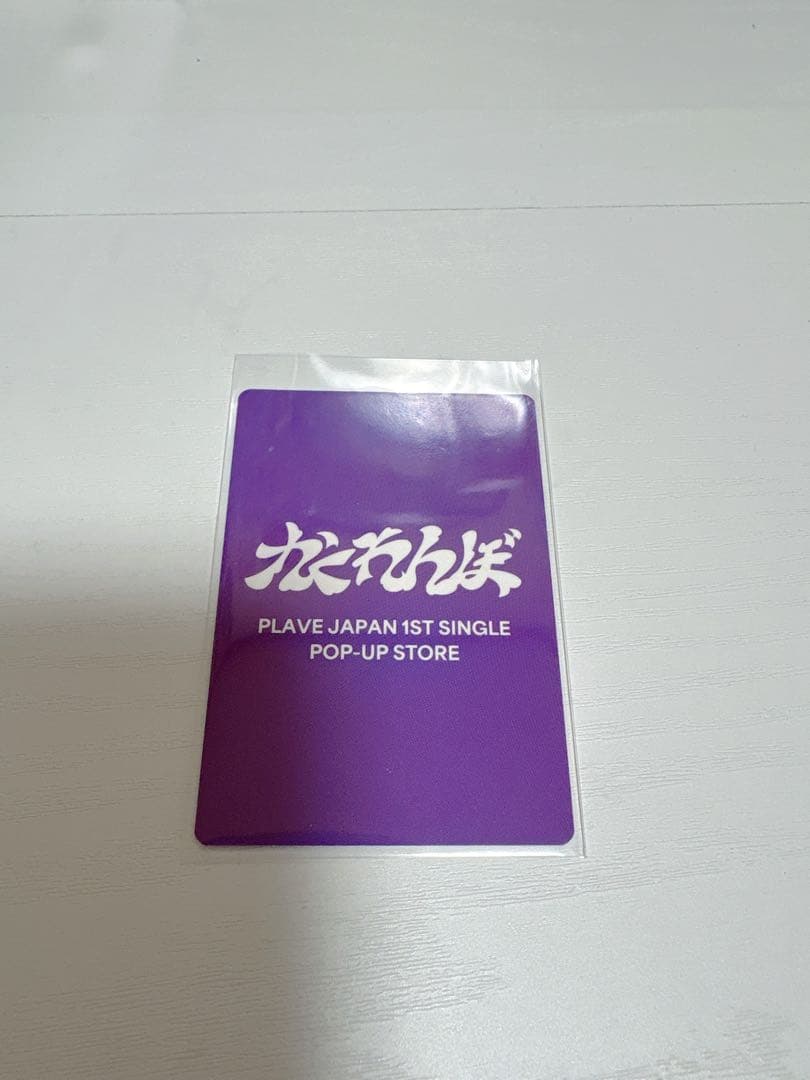 かくれんぼ
PLAVE JAPAN 1ST SINGLE
POP-UP STORE